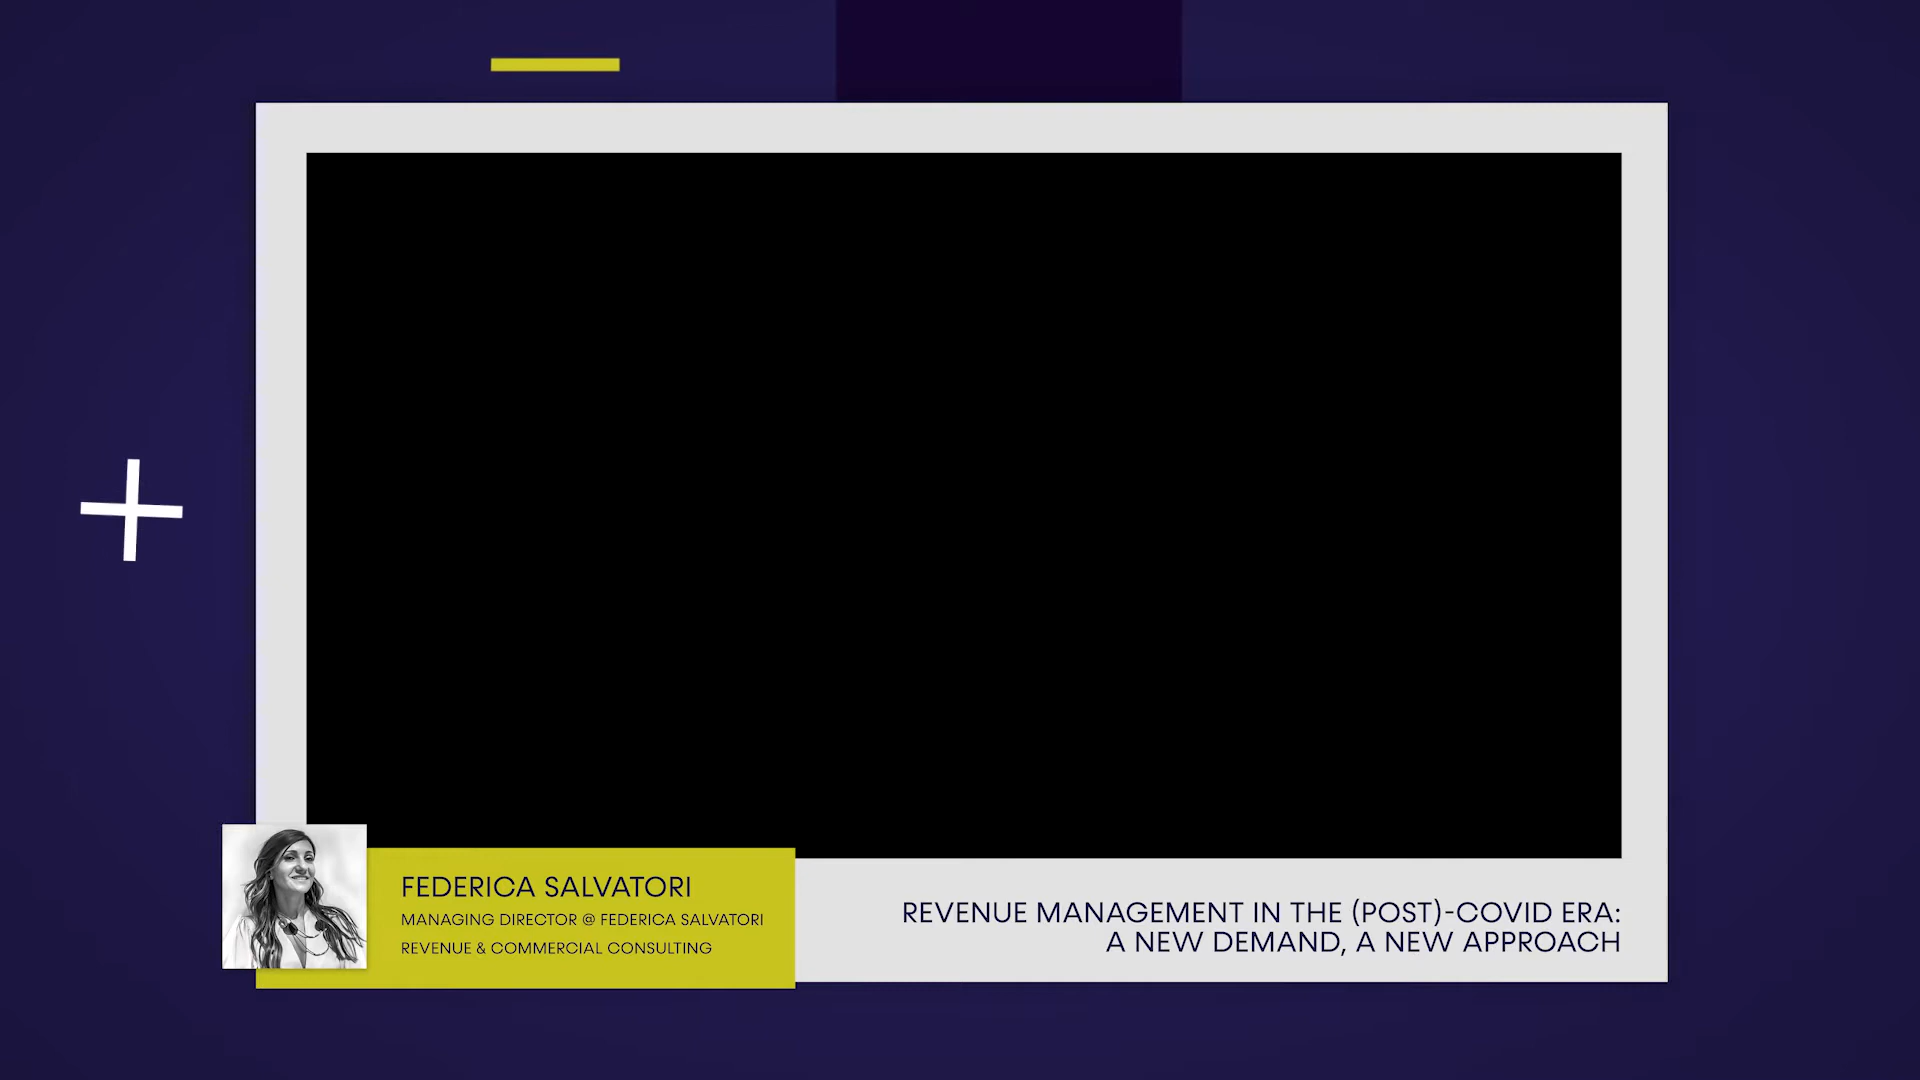 FEDERICA SALVATORI
MANAGING DIRECTOR @ FEDERICA SALVATORI
REVENUE & COMMERCIAL CONSULTING
REVENUE MANAGEMENT IN THE (POST)-COVID ERA:
A NEW DEMAND, A NEW APPROACH